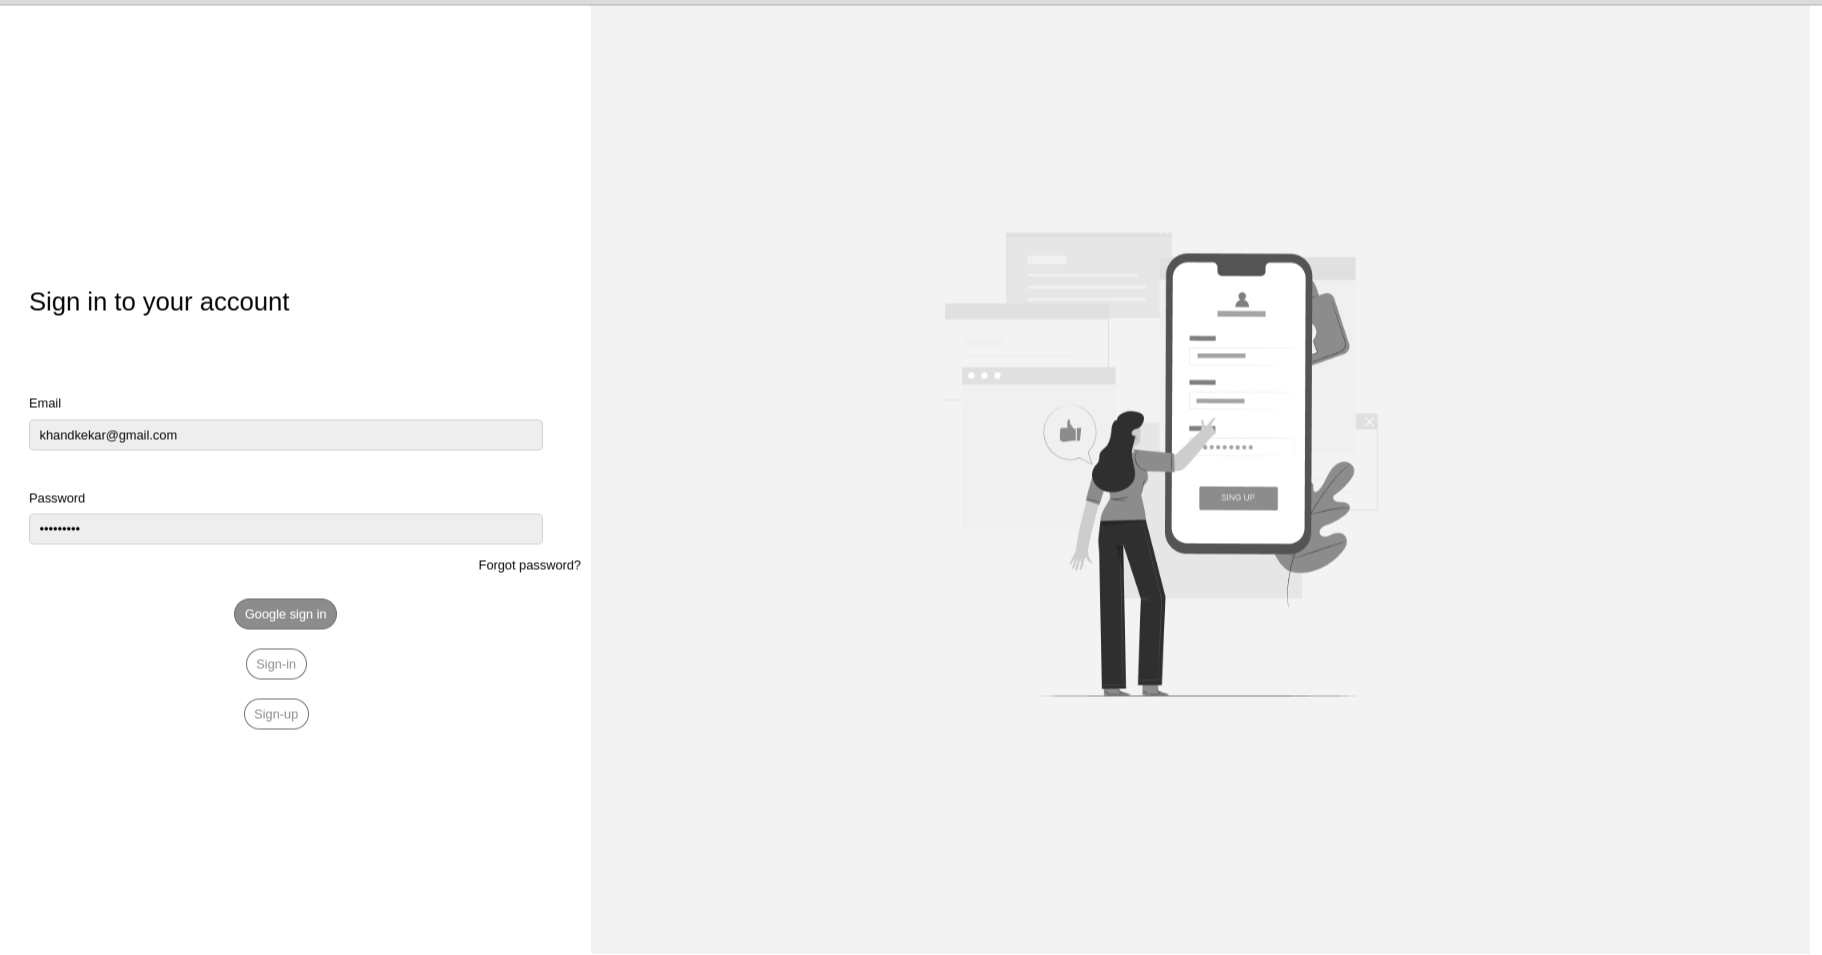 Sign in to your account
Email
khandkekar@gmail.com
Password
•••••••••
Forgot password?
Google sign in
Sign-in
Sign-up
SING UP